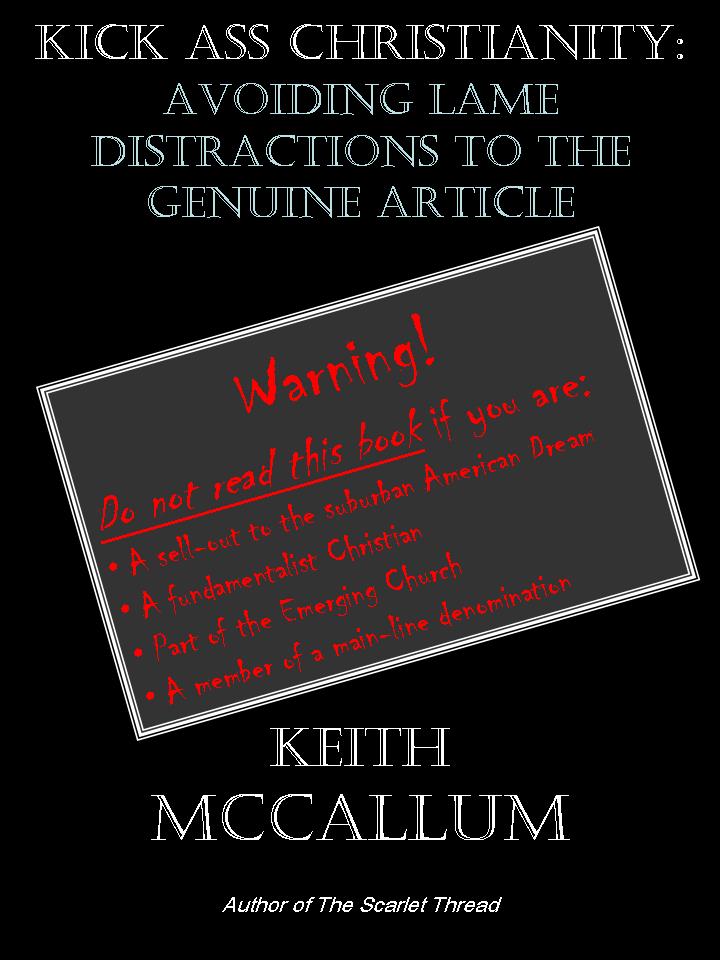 KICK ASS CHRISTIANITY:
AVOIDING LAME
DISTRACTIONS TO THE
GENUINE ARTICLE
Warning!
Do not read this book if you are:
• A sell-out to the suburban American Dream
• A fundamentalist Christian
• Part of the Emerging Church
• A member of a main-line denomination
KEITH
MCCALLUM
Author of The Scarlet Thread